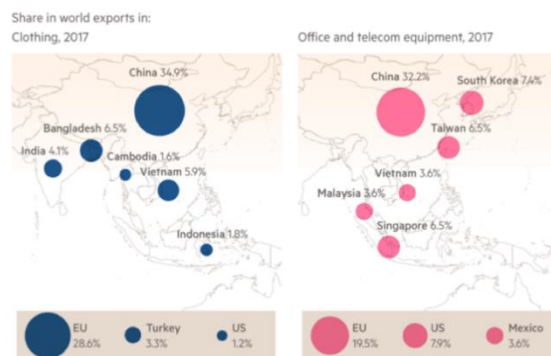 Share in world exports in:
Clothing, 2017
China 34.9%
Bangladesh 6.5%
India 4.1%
Cambodia 1.6%
Vietnam 5.9%
Indonesia 1.8%
EU
28.6%
Turkey
3.3%
US
1.2%
Office and telecom equipment, 2017
China 32.2%
South Korea 7.4%
Taiwan 6.5%
Vietnam 3.6%
Malaysia 3.6%
Singapore 6.5%
EU
19.5%
US
7.9%
Mexico
3.6%